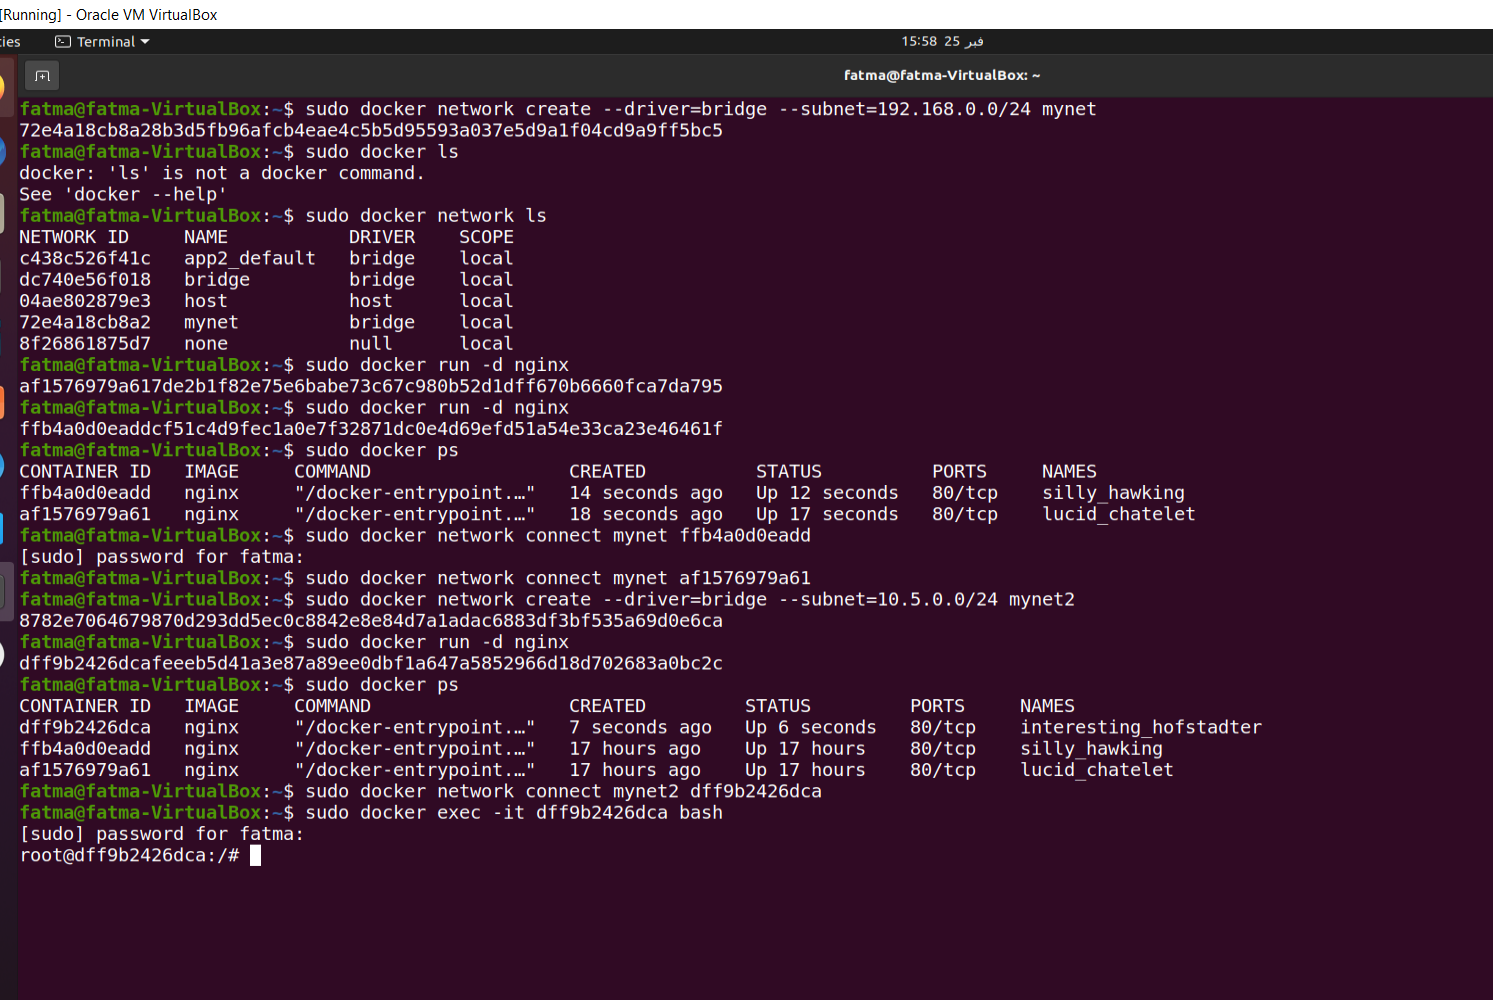 [Running] - Oracle VM VirtualBox
ies Terminal 15:58 25 فبر
fatma@fatma-VirtualBox: ~
fatma@fatma-VirtualBox:~$ sudo docker network create --driver=bridge --subnet=192.168.0.0/24 mynet
72e4a18cb8a28b3d5fb96afcb4eae4c5b5d95593a037e5d9a1f04cd9a9ff5bc5
fatma@fatma-VirtualBox:~$ sudo docker ls
docker: 'ls' is not a docker command.
See 'docker --help'
fatma@fatma-VirtualBox:~$ sudo docker network ls
NETWORK ID NAME DRIVER SCOPE
c438c526f41c app2_default bridge local
dc740e56f018 bridge bridge local
04ae802879e3 host host local
72e4a18cb8a2 mynet bridge local
8f26861875d7 none null local
fatma@fatma-VirtualBox:~$ sudo docker run -d nginx
af1576979a617de2b1f82e75e6babe73c67c980b52d1dff670b6660fca7da795
fatma@fatma-VirtualBox:~$ sudo docker run -d nginx
ffb4a0d0eaddcf51c4d9fec1a0e7f32871dc0e4d69efd51a54e33ca23e46461f
fatma@fatma-VirtualBox:~$ sudo docker ps
CONTAINER ID IMAGE COMMAND CREATED STATUS PORTS NAMES
ffb4a0d0eadd nginx "/docker-entrypoint.…" 14 seconds ago Up 12 seconds 80/tcp silly_hawking
af1576979a61 nginx "/docker-entrypoint.…" 18 seconds ago Up 17 seconds 80/tcp lucid_chatelet
fatma@fatma-VirtualBox:~$ sudo docker network connect mynet ffb4a0d0eadd
[sudo] password for fatma:
fatma@fatma-VirtualBox:~$ sudo docker network connect mynet af1576979a61
fatma@fatma-VirtualBox:~$ sudo docker network create --driver=bridge --subnet=10.5.0.0/24 mynet2
8782e7064679870d293dd5ec0c8842e8e84d7a1adac6883df3bf535a69d0e6ca
fatma@fatma-VirtualBox:~$ sudo docker run -d nginx
dff9b2426dcafeeeb5d41a3e87a89ee0dbf1a647a5852966d18d702683a0bc2c
fatma@fatma-VirtualBox:~$ sudo docker ps
CONTAINER ID IMAGE COMMAND CREATED STATUS PORTS NAMES
dff9b2426dca nginx "/docker-entrypoint.…" 7 seconds ago Up 6 seconds 80/tcp interesting_hofstadter
ffb4a0d0eadd nginx "/docker-entrypoint.…" 17 hours ago Up 17 hours 80/tcp silly_hawking
af1576979a61 nginx "/docker-entrypoint.…" 17 hours ago Up 17 hours 80/tcp lucid_chatelet
fatma@fatma-VirtualBox:~$ sudo docker network connect mynet2 dff9b2426dca
fatma@fatma-VirtualBox:~$ sudo docker exec -it dff9b2426dca bash
[sudo] password for fatma:
root@dff9b2426dca:/#